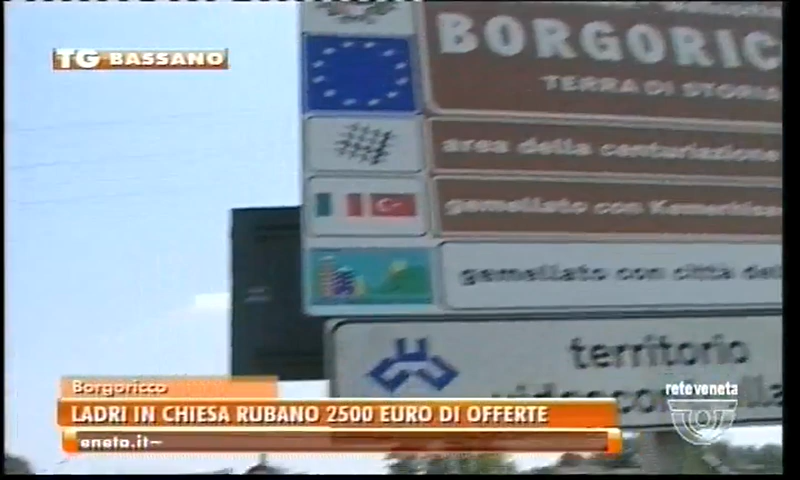 TG BASSANO
BORGORICC
TERRA DI STORIA
area della centuriazione
gemellato con
gemellato con città del
territorio
Borgoricco
LADRI IN CHIESA RUBANO 2500 EURO DI OFFERTE
eneto.it~
reteveneta